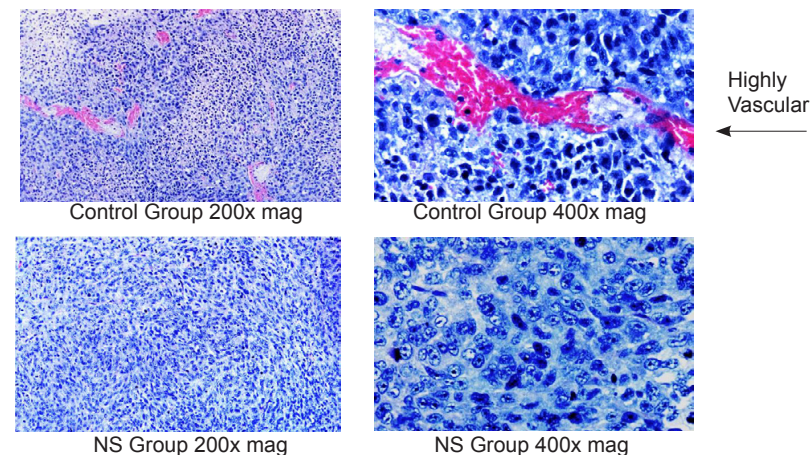 Highly
Vascular
Control Group 200x mag
Control Group 400x mag
NS Group 200x mag
NS Group 400x mag